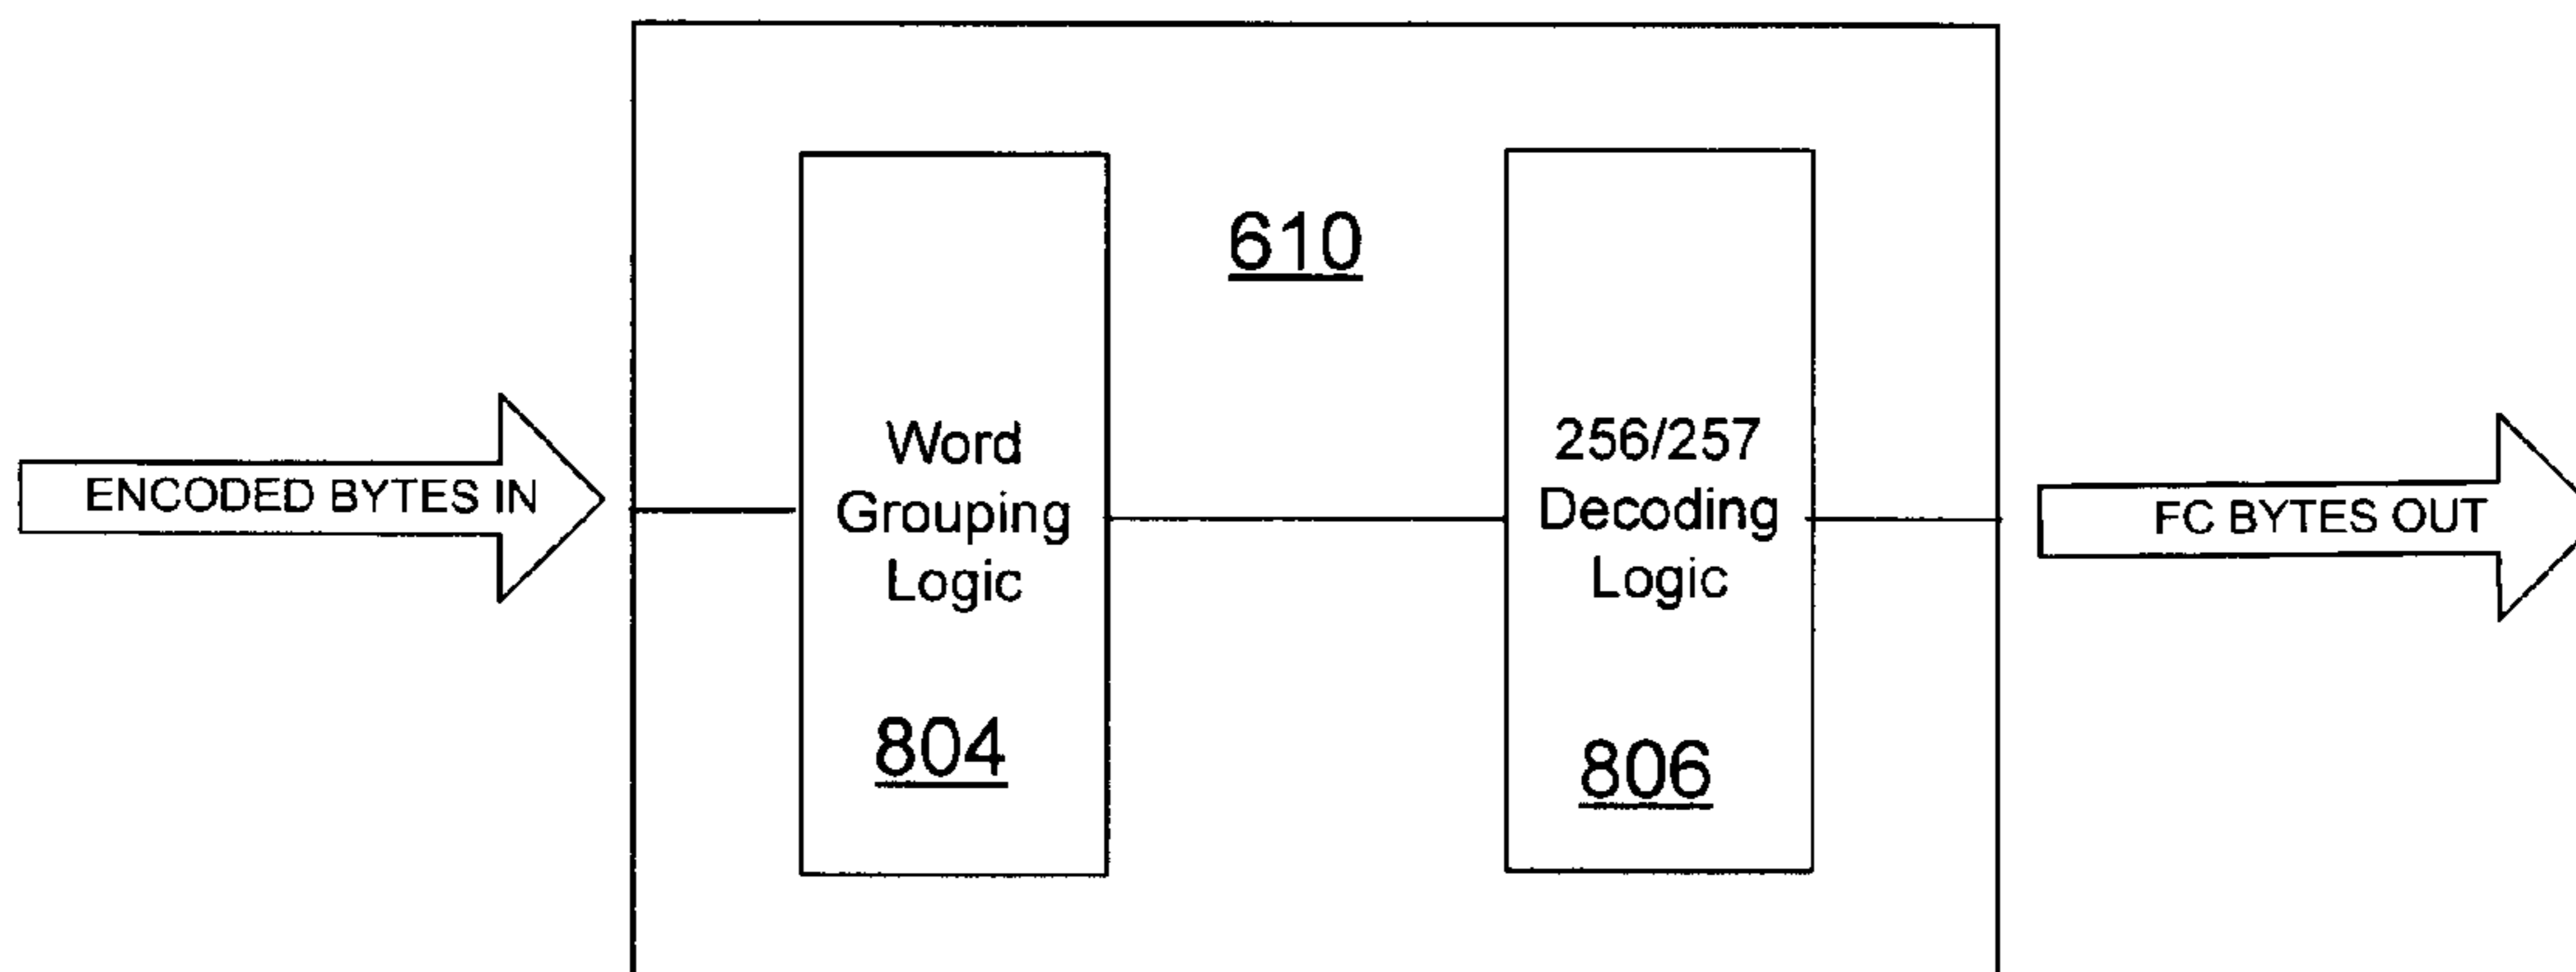 610
ENCODED BYTES IN
Word
Grouping
Logic
804
256/257
Decoding
Logic
806
FC BYTES OUT